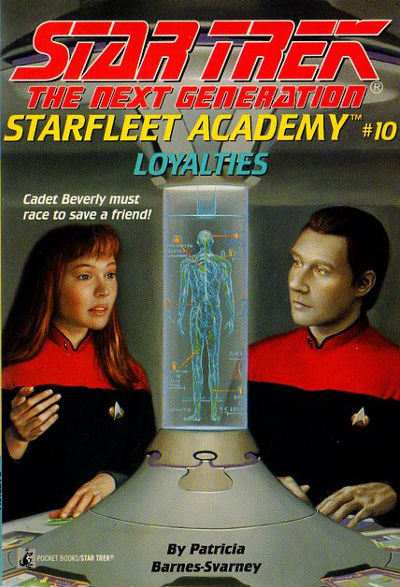 STAR TREK
THE NEXT GENERATION®
STARFLEET ACADEMY™ #10
LOYALTIES
Cadet Beverly must
race to save a friend!
POCKET BOOKS/STAR TREK®
By Patricia
Barnes-Svarney